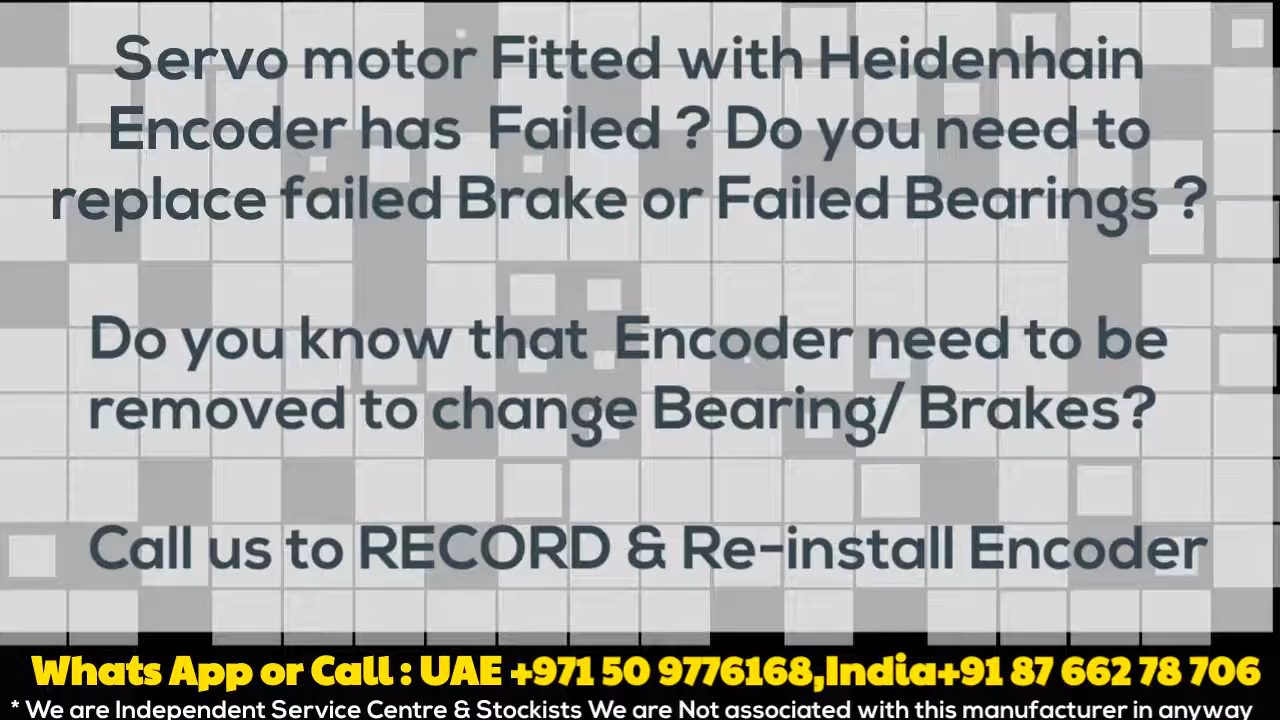 Servo motor Fitted with Heidenhain
Encoder has Failed ? Do you need to
replace failed Brake or Failed Bearings ?
Do you know that Encoder need to be
removed to change Bearing/ Brakes?
Call us to RECORD & Re-install Encoder
Whats App or Call : UAE +971 50 9776168,India+91 87 662 78 706
* We are Independent Service Centre & Stockists We are Not associated with this manufacturer in anyway